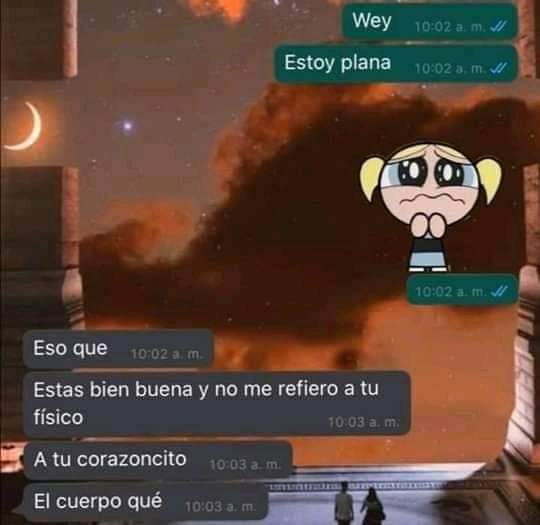 Wey 10:02 a. m.
Estoy plana 10:02 a. m.
10:02 a. m.
Eso que 10:02 a. m.
Estas bien buena y no me refiero a tu
físico 10:03 a. m.
A tu corazoncito 10:03 a. m.
El cuerpo qué 10:03 a. m.